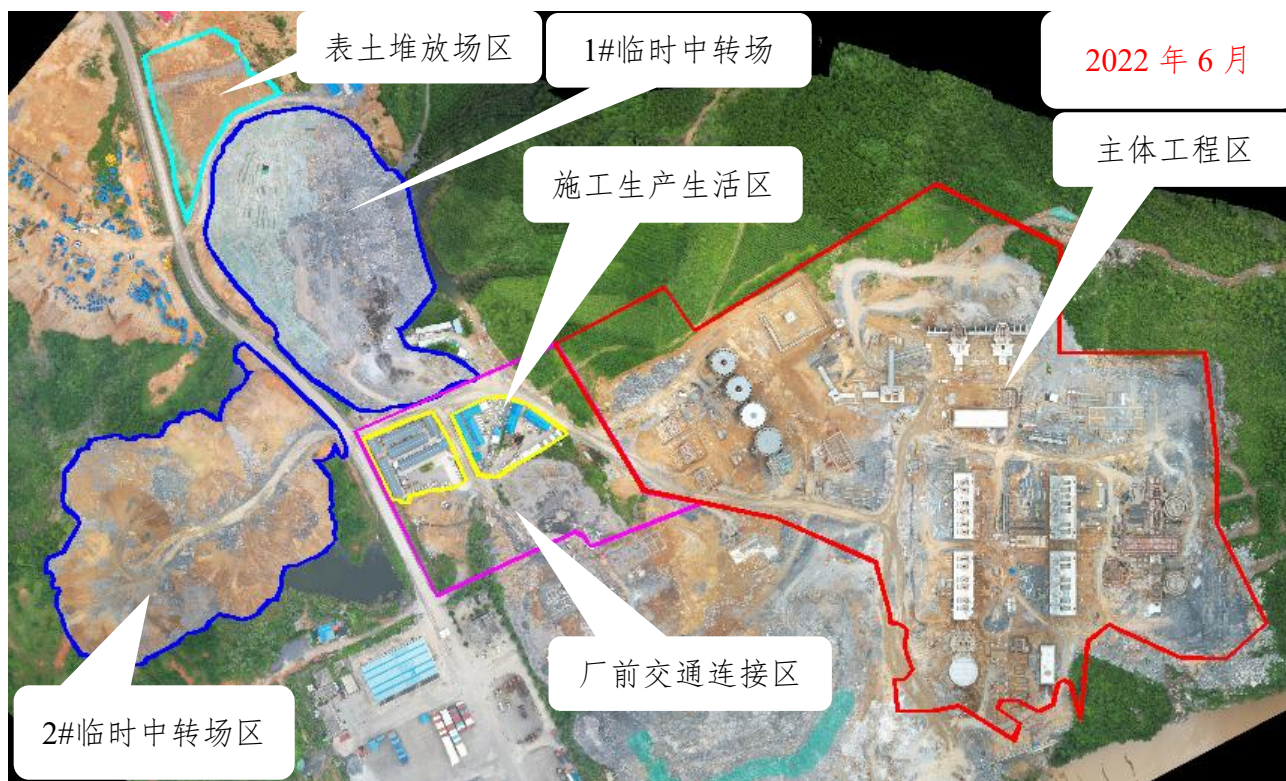 表土堆放场区
1#临时中转场
2022 年 6 月
主体工程区
施工生产生活区
厂前交通连接区
2#临时中转场区